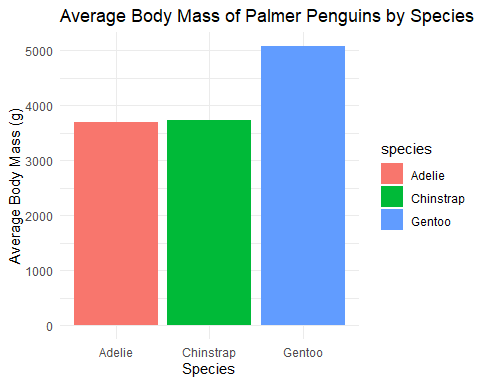 Average Body Mass of Palmer Penguins by Species
Average Body Mass (g)
5000
4000
3000
2000
1000
0
Adelie
Chinstrap
Gentoo
Species
species
Adelie
Chinstrap
Gentoo